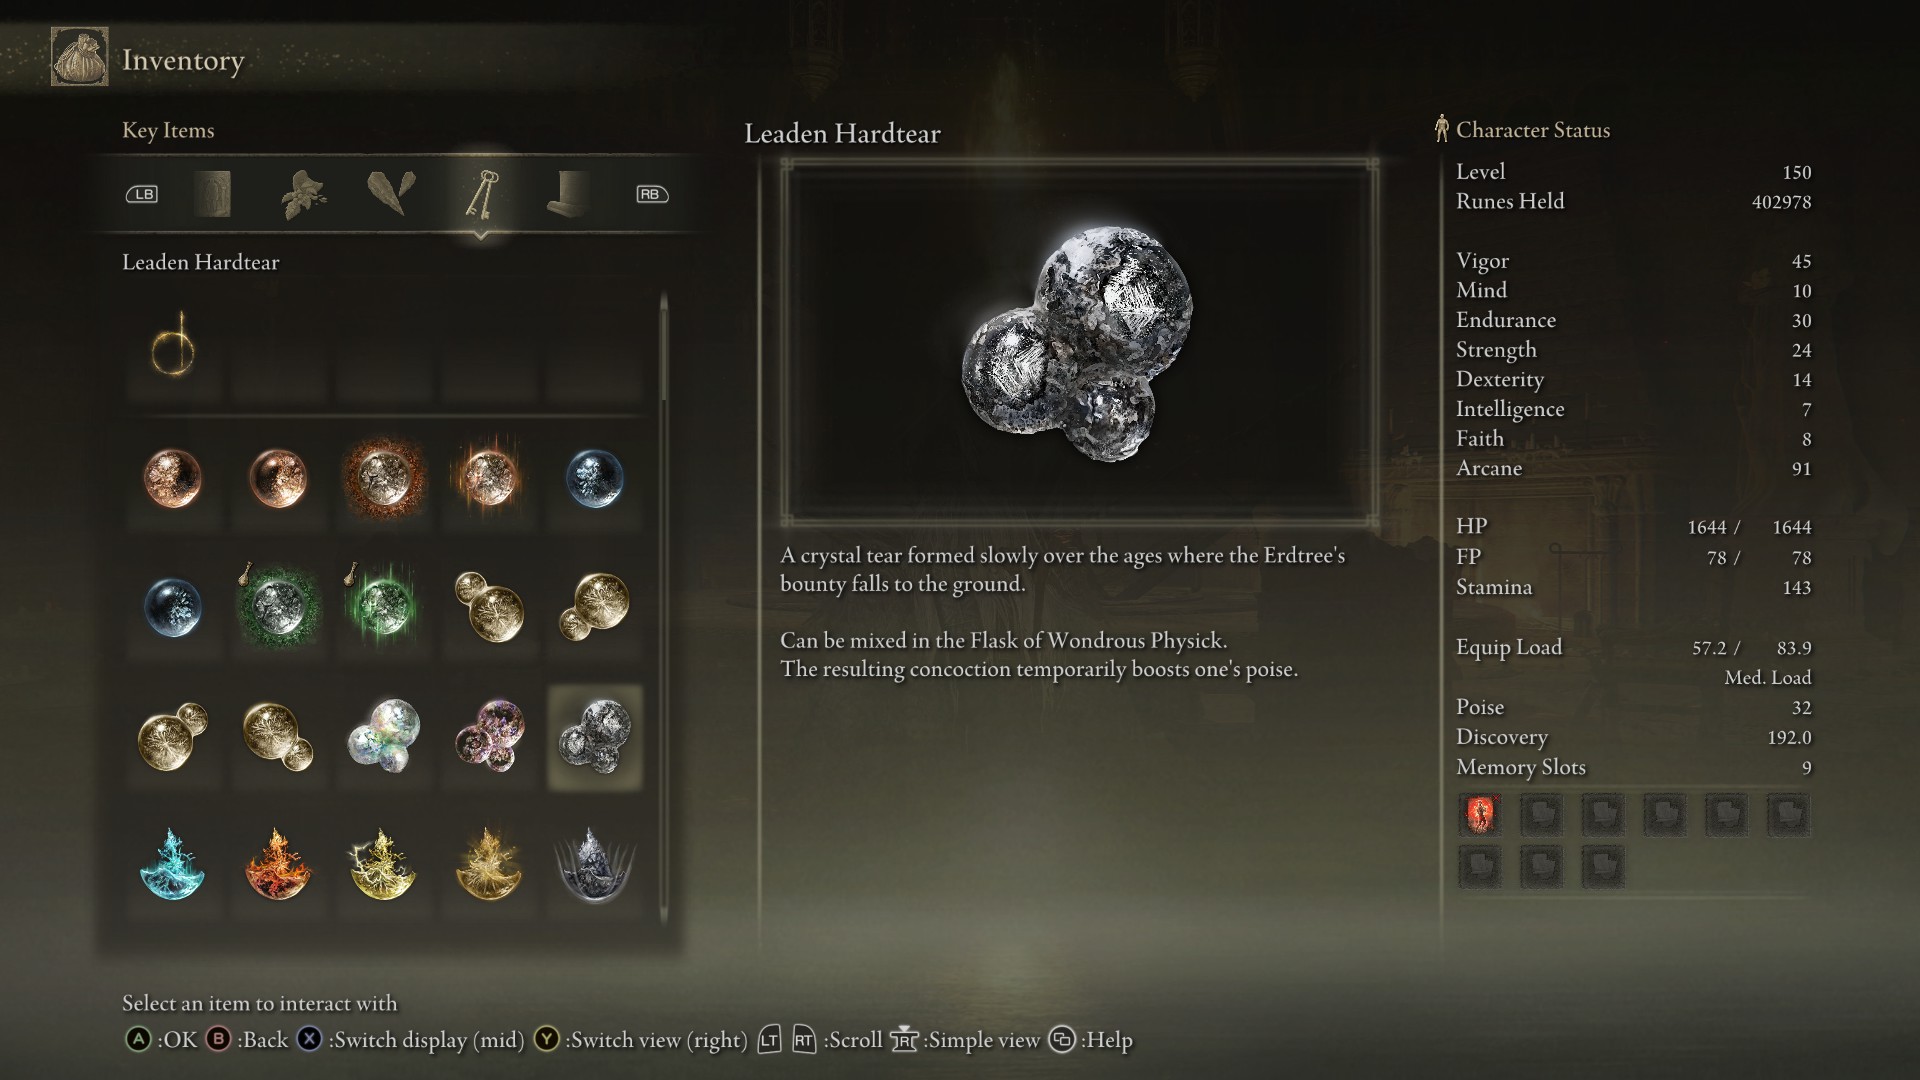 Inventory
Key Items
LB
RB
Leaden Hardtear
Leaden Hardtear
A crystal tear formed slowly over the ages where the Erdtree's
bounty falls to the ground.
Can be mixed in the Flask of Wondrous Physick.
The resulting concoction temporarily boosts one's poise.
Character Status
Level 150
Runes Held 402978
Vigor 45
Mind 10
Endurance 30
Strength 24
Dexterity 14
Intelligence 7
Faith 8
Arcane 91
HP 1644 / 1644
FP 78 / 78
Stamina 143
Equip Load 57.2 / 83.9
Med. Load
Poise 32
Discovery 192.0
Memory Slots 9
Select an item to interact with
A :OK B :Back X :Switch display (mid) Y :Switch view (right) LT RT :Scroll R :Simple view :Help